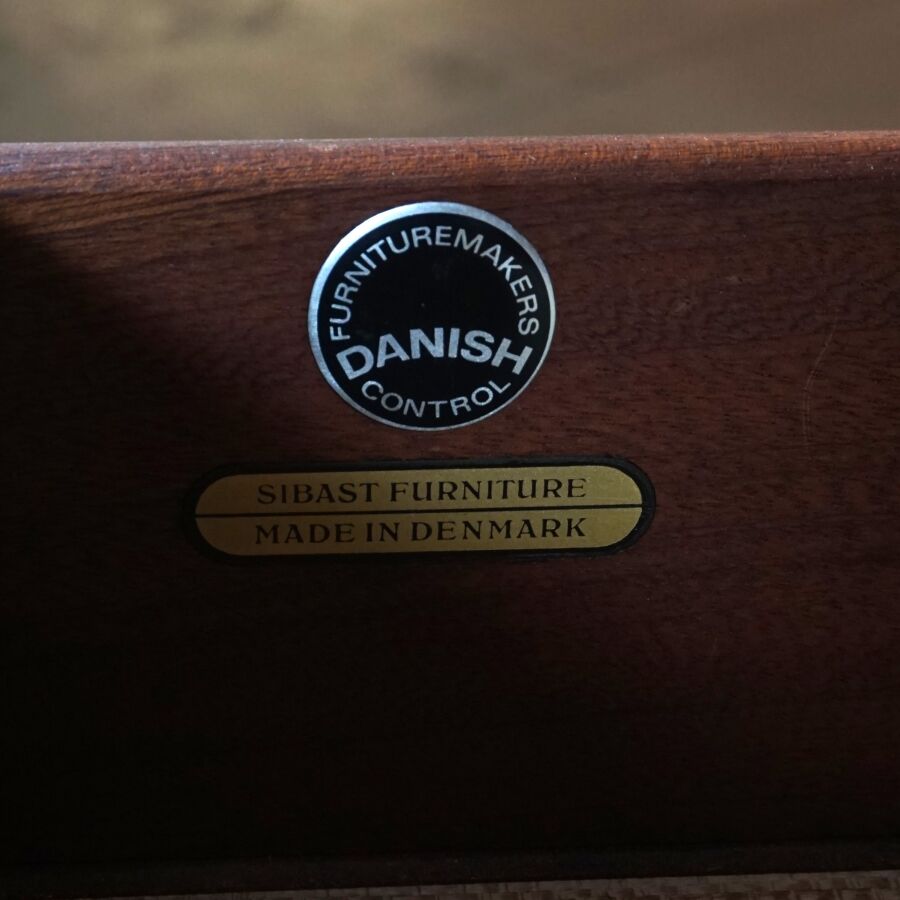 FURNITUREMAKERS
DANISH
CONTROL
SIBAST FURNITURE
MADE IN DENMARK